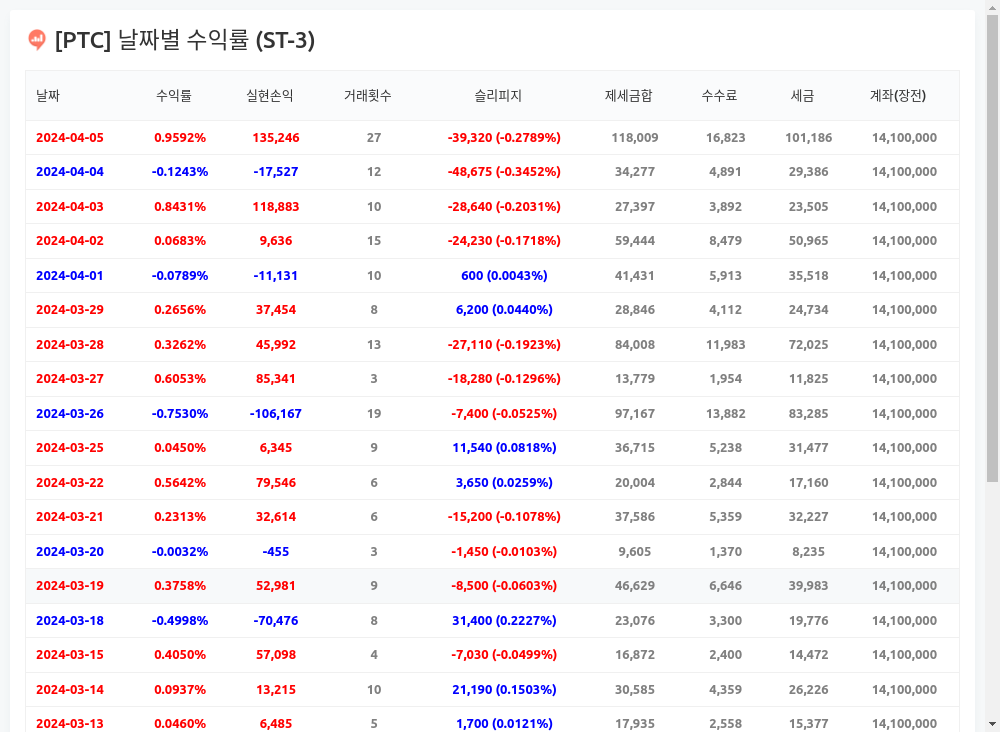 [PTC] 날짜별 수익률 (ST-3)
날짜 수익률 실현손익 거래횟수 슬리피지 제세금합 수수료 세금 계좌(장전)
2024-04-05 0.9592% 135,246 27 -39,320 (-0.2789%) 118,009 16,823 101,186 14,100,000
2024-04-04 -0.1243% -17,527 12 -48,675 (-0.3452%) 34,277 4,891 29,386 14,100,000
2024-04-03 0.8431% 118,883 10 -28,640 (-0.2031%) 27,397 3,892 23,505 14,100,000
2024-04-02 0.0683% 9,636 15 -24,230 (-0.1718%) 59,444 8,479 50,965 14,100,000
2024-04-01 -0.0789% -11,131 10 600 (0.0043%) 41,431 5,913 35,518 14,100,000
2024-03-29 0.2656% 37,454 8 6,200 (0.0440%) 28,846 4,112 24,734 14,100,000
2024-03-28 0.3262% 45,992 13 -27,110 (-0.1923%) 84,008 11,983 72,025 14,100,000
2024-03-27 0.6053% 85,341 3 -18,280 (-0.1296%) 13,779 1,954 11,825 14,100,000
2024-03-26 -0.7530% -106,167 19 -7,400 (-0.0525%) 97,167 13,882 83,285 14,100,000
2024-03-25 0.0450% 6,345 9 11,540 (0.0818%) 36,715 5,238 31,477 14,100,000
2024-03-22 0.5642% 79,546 6 3,650 (0.0259%) 20,004 2,844 17,160 14,100,000
2024-03-21 0.2313% 32,614 6 -15,200 (-0.1078%) 37,586 5,359 32,227 14,100,000
2024-03-20 -0.0032% -455 3 -1,450 (-0.0103%) 9,605 1,370 8,235 14,100,000
2024-03-19 0.3758% 52,981 9 -8,500 (-0.0603%) 46,629 6,646 39,983 14,100,000
2024-03-18 -0.4998% -70,476 8 31,400 (0.2227%) 23,076 3,300 19,776 14,100,000
2024-03-15 0.4050% 57,098 4 -7,030 (-0.0499%) 16,872 2,400 14,472 14,100,000
2024-03-14 0.0937% 13,215 10 21,190 (0.1503%) 30,585 4,359 26,226 14,100,000
2024-03-13 0.0460% 6,485 5 1,700 (0.0121%) 17,935 2,558 15,377 14,100,000